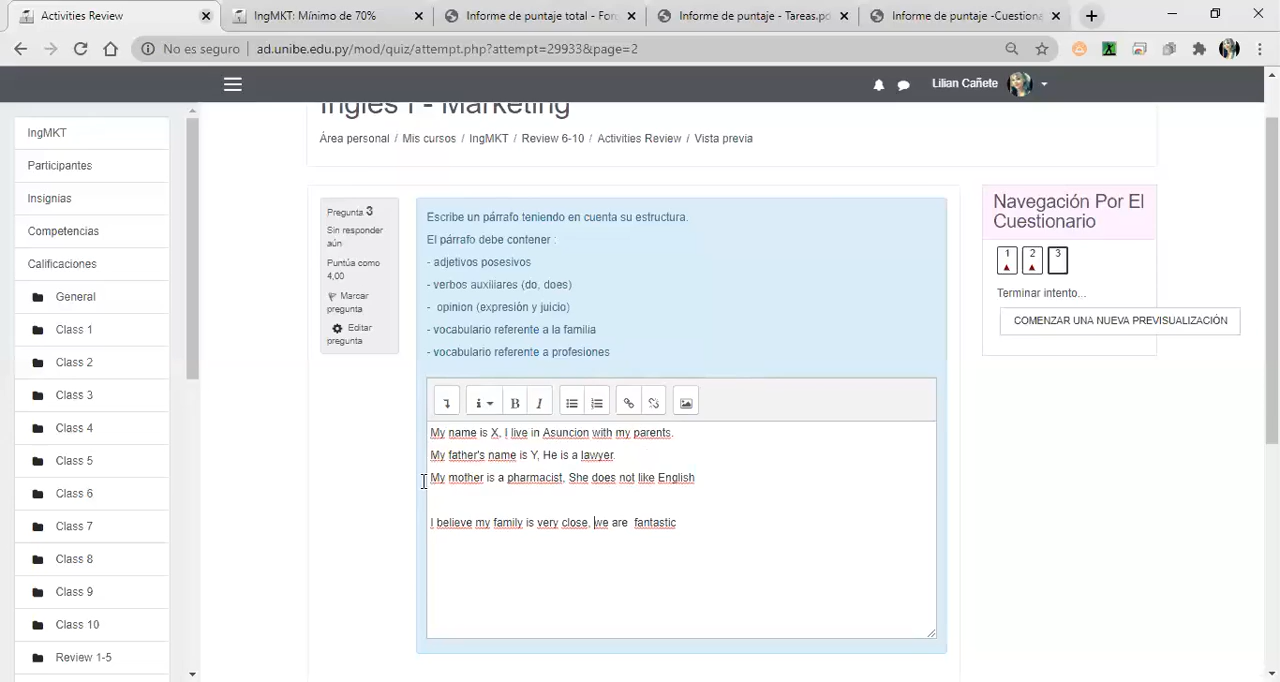 Activities Review
IngMKT: Mínimo de 70%
Informe de puntaje total - Foro
Informe de puntaje - Tareas.pd
Informe de puntaje -Cuestiona
No es seguro
ad.unibe.edu.py/mod/quiz/attempt.php?attempt=29933&page=2
Lilian Cañete
IngMKT
Participantes
Insignias
Competencias
Calificaciones
General
Class 1
Class 2
Class 3
Class 4
Class 5
Class 6
Class 7
Class 8
Class 9
Class 10
Review 1-5
Inglés I - Marketing
Área personal / Mis cursos / IngMKT / Review 6-10 / Activities Review / Vista previa
Pregunta 3
Sin responder
aún
Puntúa como
4,00
Marcar
pregunta
Editar
pregunta
Escribe un párrafo teniendo en cuenta su estructura.
El párrafo debe contener :
- adjetivos posesivos
- verbos auxiliares (do, does)
- opinion (expresión y juicio)
- vocabulario referente a la familia
- vocabulario referente a profesiones
B I
My name is X, I live in Asuncion with my parents.
My father's name is Y, He is a lawyer.
My mother is a pharmacist, She does not like English
I believe my family is very close, we are fantastic
Navegación Por El
Cuestionario
1 2 3
Terminar intento...
COMENZAR UNA NUEVA PREVISUALIZACIÓN